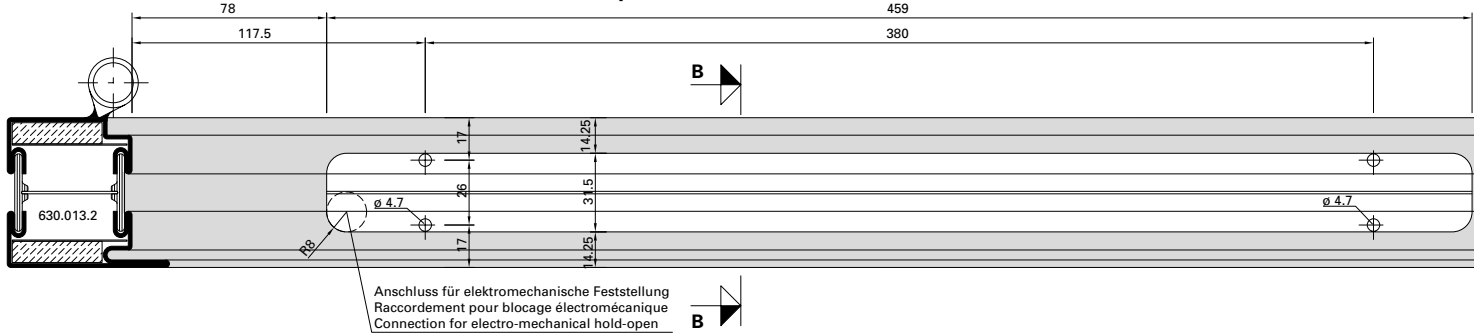 78
459
117.5
380
B
17
14.25
26
31.5
630.013.2
ø 4.7
ø 4.7
R8
17
14.25
Anschluss für elektromechanische Feststellung
Raccordement pour blocage électromécanique
Connection for electro-mechanical hold-open
B